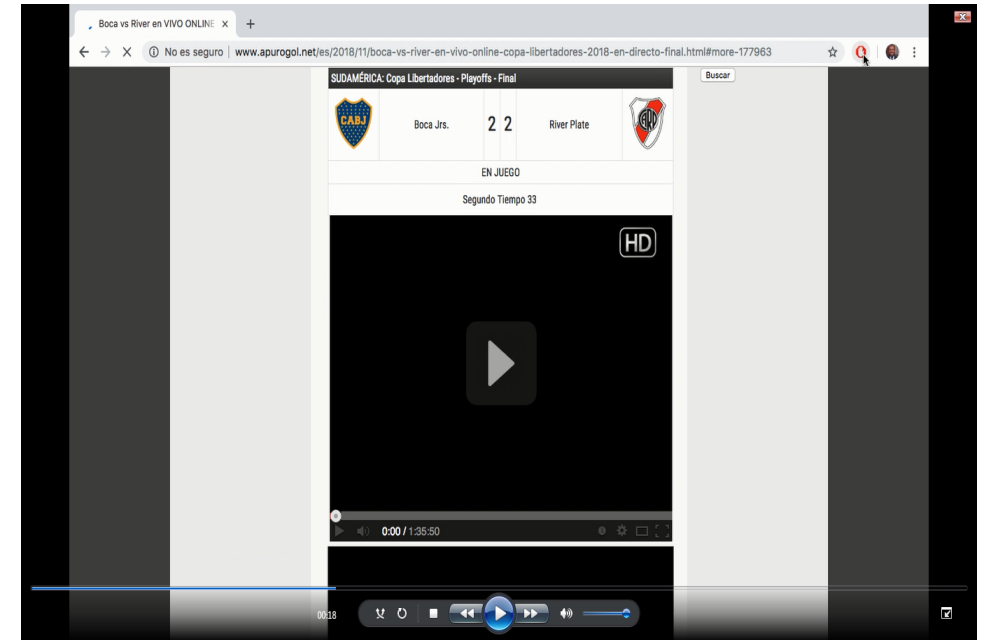 Boca vs River en VIVO ONLINE
No es seguro www.apurogol.net/es/2018/11/boca-vs-river-en-vivo-online-copa-libertadores-2018-en-directo-final.html#more-177963
SUDAMÉRICA: Copa Libertadores - Playoffs - Final
Buscar
CABJ Boca Jrs. 2 2 River Plate CARP
EN JUEGO
Segundo Tiempo 33
HD
0:00 / 1:35:50
00:18